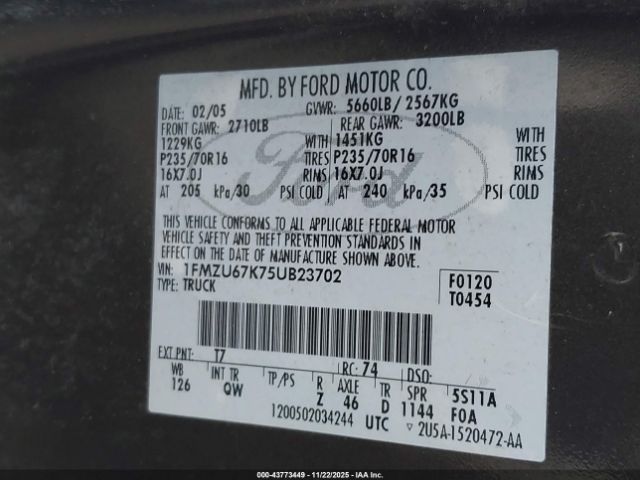 MFD. BY FORD MOTOR CO.
DATE: 02/05 GVWR: 5660LB/ 2567KG
FRONT GAWR: 2710LB REAR GAWR: 3200LB
1229KG 1451KG WITH
P235/70R16 TIRES P235/70R16 TIRES
16X7.0J RIMS 16X7.0J RIMS
AT 205 kPa/30 PSI COLD AT 240 kPa/35 PSI COLD
Ford
THIS VEHICLE CONFORMS TO ALL APPLICABLE FEDERAL MOTOR
VEHICLE SAFETY AND THEFT PREVENTION STANDARDS IN
EFFECT ON THE DATE OF MANUFACTURE SHOWN ABOVE.
VIN: 1FMZU67K75UB23702 F0120
TYPE: TRUCK T0454
EXT PNT: T7 RC: 74 DSO:
WB INT TR TP/PS R AXLE TR SPR 5S11A
126 QW Z 46 D 1144 F0A
1200502034244 UTC 2U5A-1520472-AA
000-43773449 - 11/22/2025 - IAAI.com, Inc.